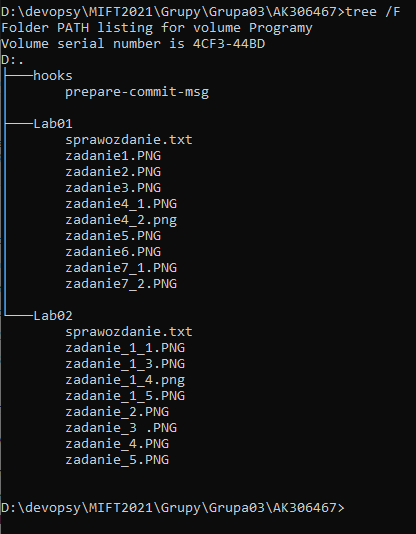 D:\devopsy\MIFT2021\Grupy\Grupa03\AK306467>tree /F
Folder PATH listing for volume Programy
Volume serial number is 4CF3-44BD
D:.
├───hooks
│       prepare-commit-msg
│
├───Lab01
│       sprawozdanie.txt
│       zadanie1.PNG
│       zadanie2.PNG
│       zadanie3.PNG
│       zadanie4_1.PNG
│       zadanie4_2.png
│       zadanie5.PNG
│       zadanie6.PNG
│       zadanie7_1.PNG
│       zadanie7_2.PNG
│
└───Lab02
        sprawozdanie.txt
        zadanie_1_1.PNG
        zadanie_1_3.PNG
        zadanie_1_4.png
        zadanie_1_5.PNG
        zadanie_2.PNG
        zadanie_3 .PNG
        zadanie_4.PNG
        zadanie_5.PNG
D:\devopsy\MIFT2021\Grupy\Grupa03\AK306467>